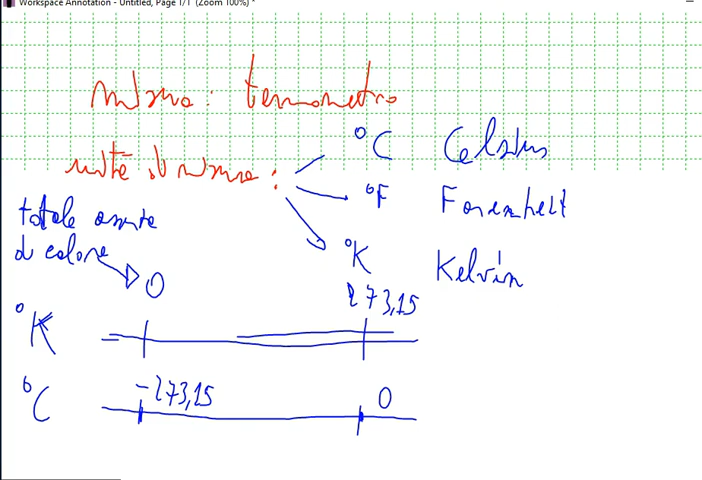 Workspace Annotation - Untitled, Page 1/1 (Zoom 100%) *
misura: termometro
unità di misura:
°C Celsius
°F Farenheit
°K Kelvin
totale assente
di calore
0 273,15
°K
-273,15 0
°C